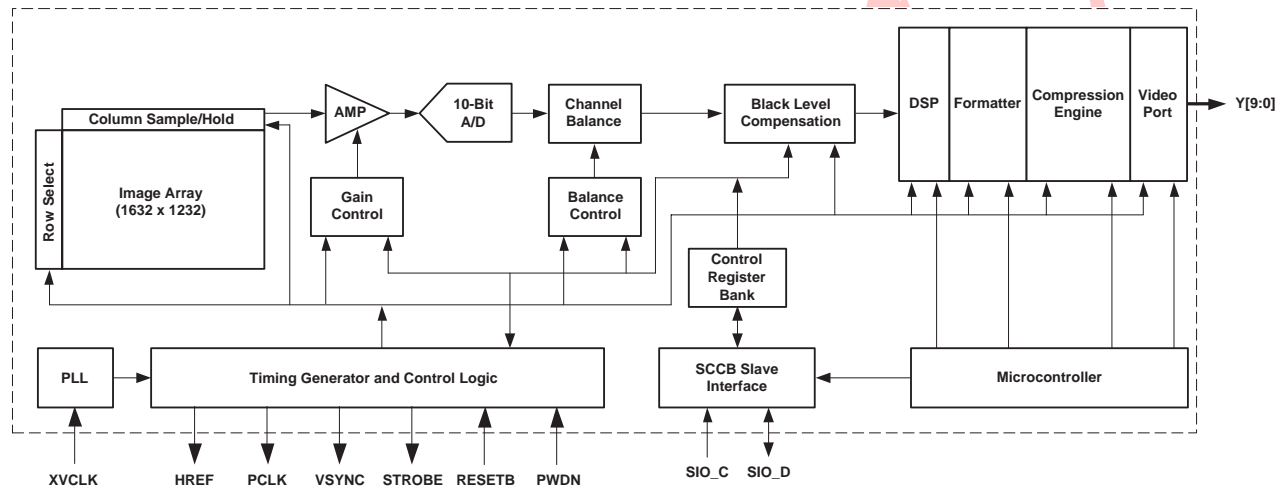 AMP
10-Bit
A/D
Channel
Balance
Black Level
Compensation
DSP
Formatter
Compression
Engine
Video
Port
Y[9:0]
Column Sample/Hold
Row Select
Image Array
(1632 x 1232)
Gain
Control
Balance
Control
Control
Register
Bank
PLL
Timing Generator and Control Logic
SCCB Slave
Interface
Microcontroller
XVCLK
HREF
PCLK
VSYNC
STROBE
RESETB
PWDN
SIO_C
SIO_D